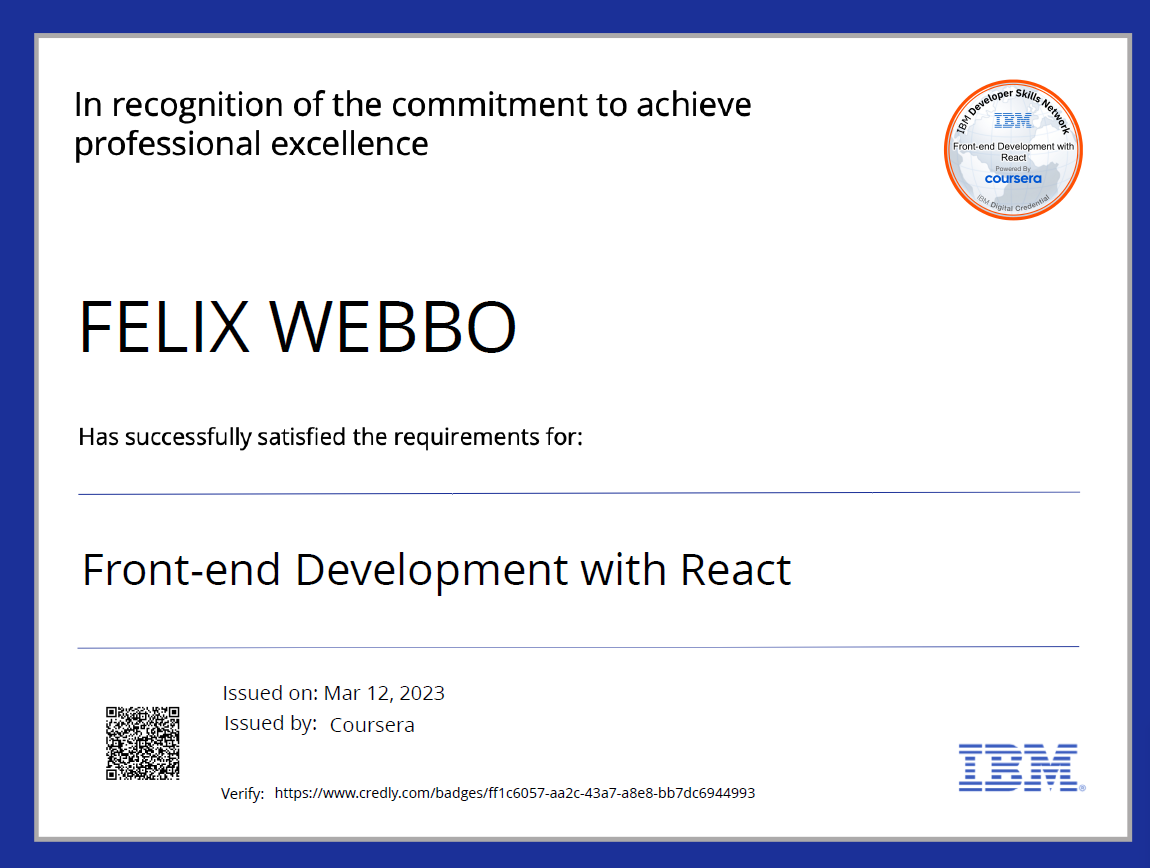 In recognition of the commitment to achieve
professional excellence
IBM Developer Skills Network
IBM
Front-end Development with
React
Powered By
coursera
IBM Digital Credential
FELIX WEBBO
Has successfully satisfied the requirements for:
Front-end Development with React
Issued on: Mar 12, 2023
Issued by: Coursera
Verify: https://www.credly.com/badges/ff1c6057-aa2c-43a7-a8e8-bb7dc6944993
IBM®